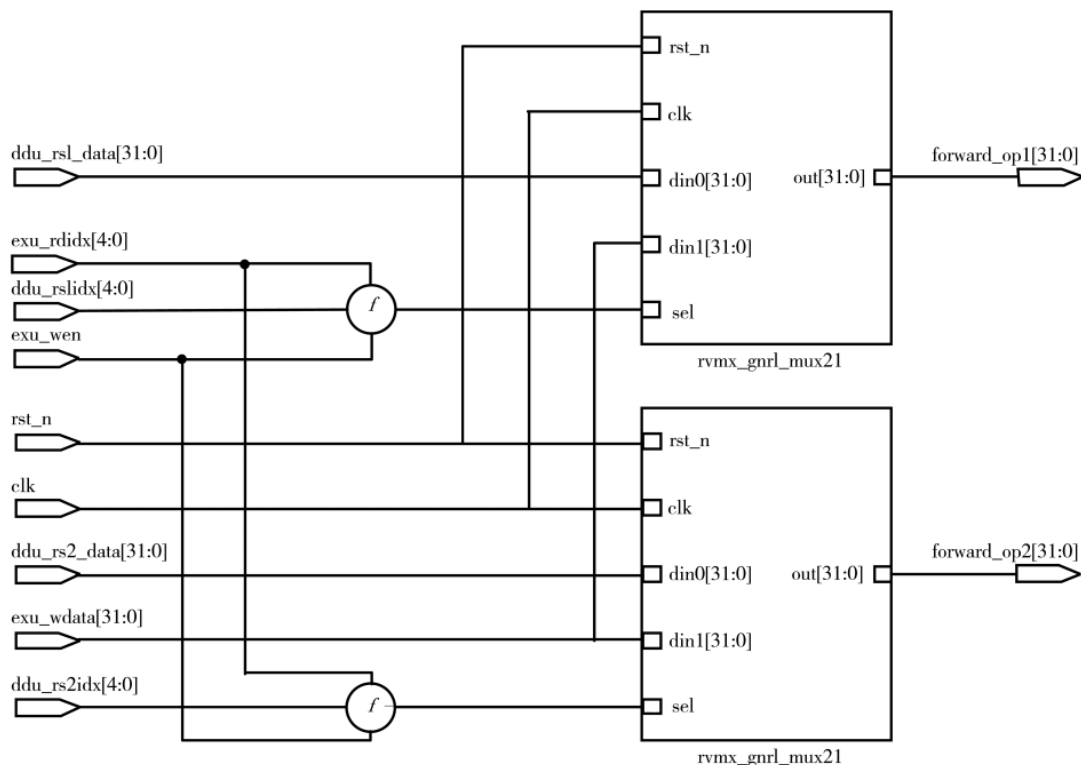 rst_n
clk
ddu_rsl_data[31:0]
forward_op1[31:0]
din0[31:0]
out[31:0]
exu_rdidx[4:0]
din1[31:0]
ddu_rslidx[4:0]
f
sel
exu_wen
rvmx_gnrl_mux21
rst_n
rst_n
clk
clk
ddu_rs2_data[31:0]
forward_op2[31:0]
din0[31:0]
out[31:0]
exu_wdata[31:0]
din1[31:0]
ddu_rs2idx[4:0]
f
sel
rvmx_gnrl_mux21